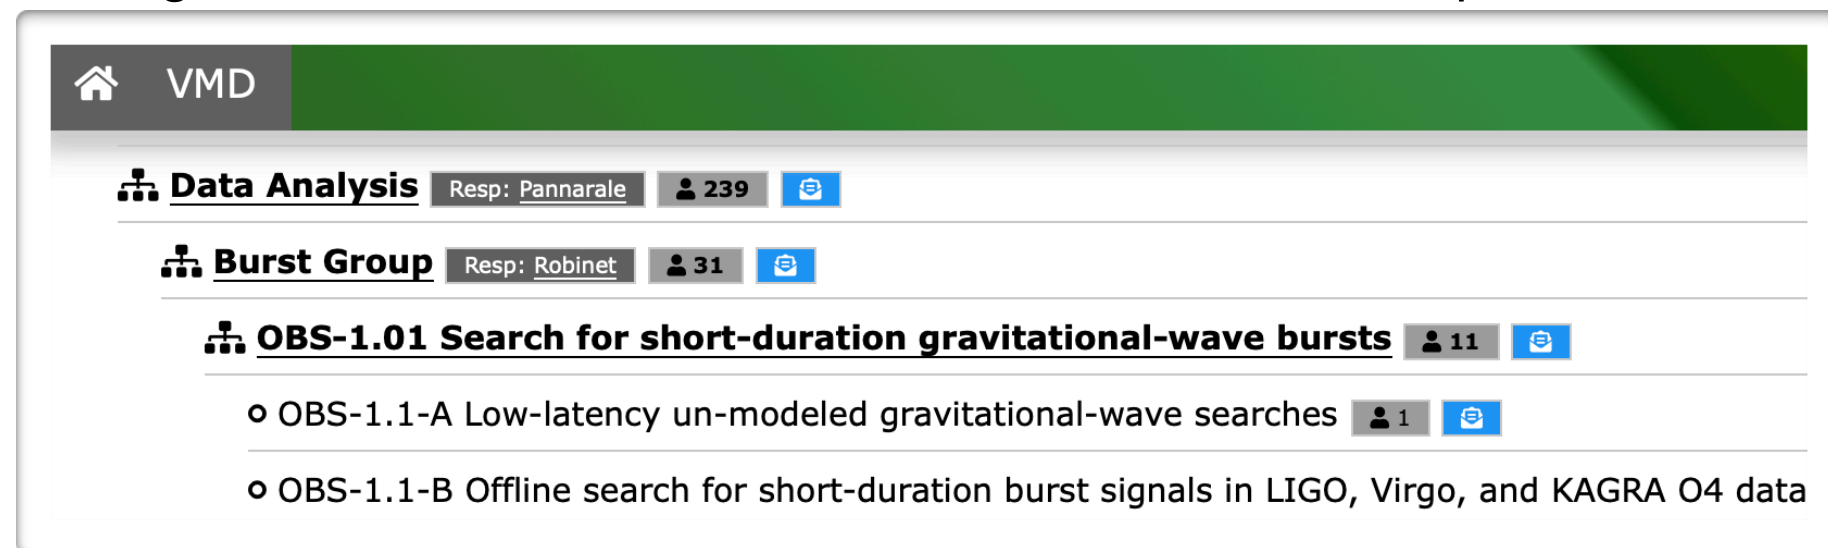 VMD
Data Analysis Resp: Pannarale 239
Burst Group Resp: Robinet 31
OBS-1.01 Search for short-duration gravitational-wave bursts 11
OBS-1.1-A Low-latency un-modeled gravitational-wave searches 1
OBS-1.1-B Offline search for short-duration burst signals in LIGO, Virgo, and KAGRA O4 data